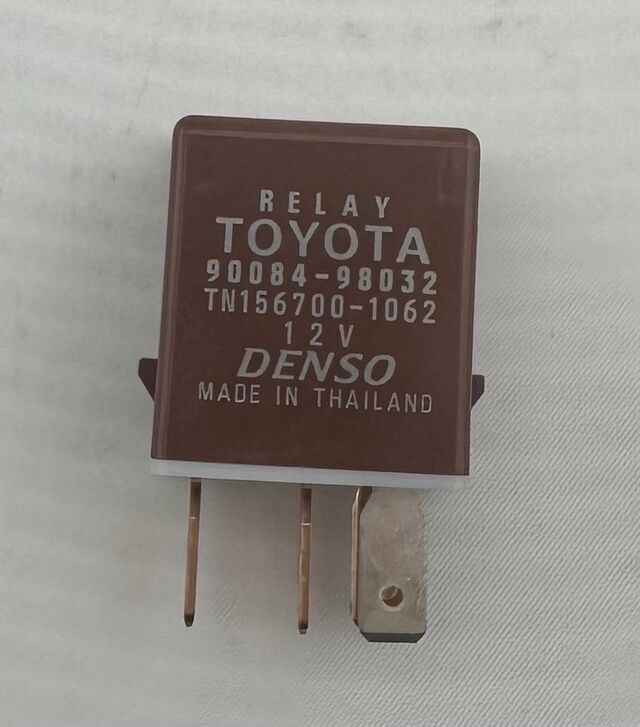 RELAY
TOYOTA
90084-98032
TN156700-1062
12V
DENSO
MADE IN THAILAND